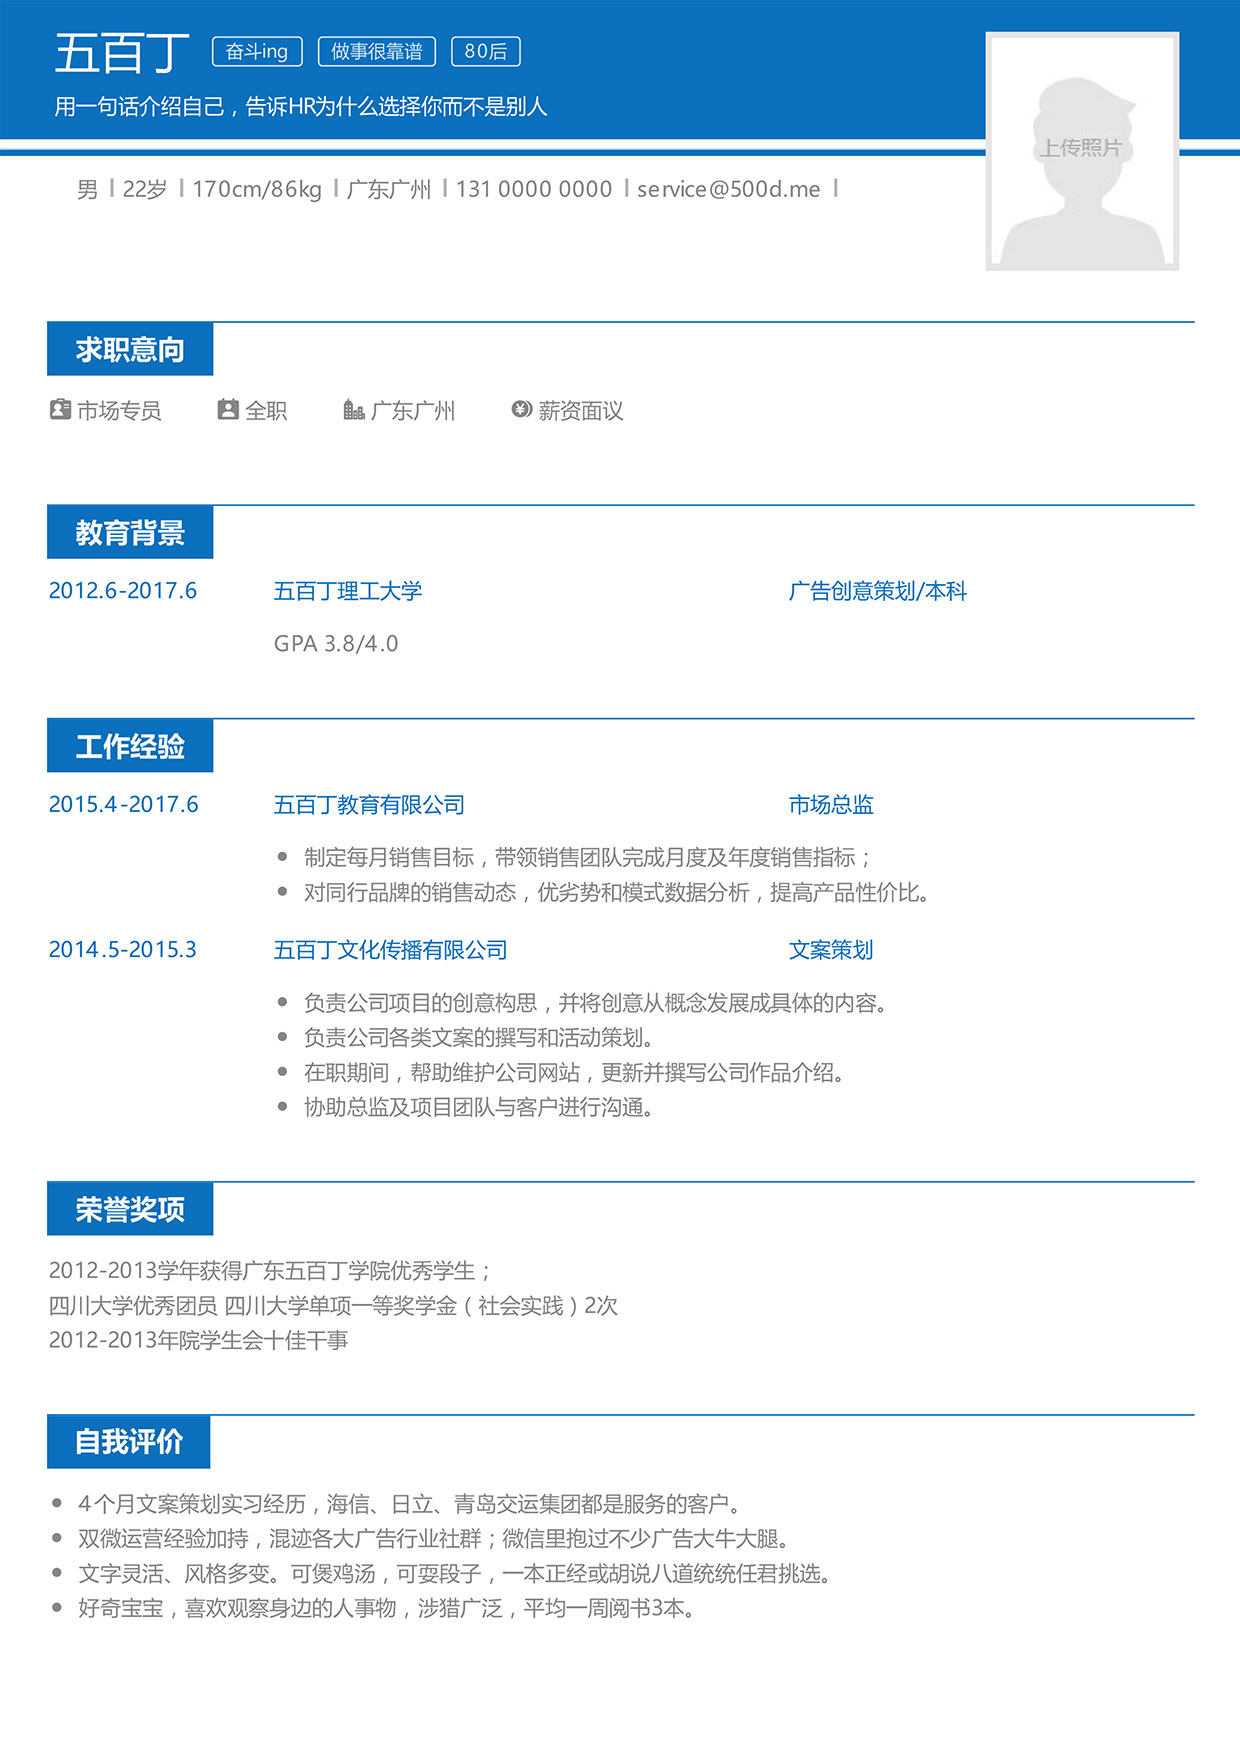 五百丁 奋斗ing 做事很靠谱 80后
用一句话介绍自己，告诉HR为什么选择你而不是别人
上传照片
男 22岁 170cm/86kg 广东广州 131 0000 0000 service@500d.me
求职意向
市场专员 全职 广东广州 薪资面议
教育背景
2012.6-2017.6 五百丁理工大学 广告创意策划/本科
GPA 3.8/4.0
工作经验
2015.4-2017.6 五百丁教育有限公司 市场总监
制定每月销售目标，带领销售团队完成月度及年度销售指标；
对同行品牌的销售动态，优劣势和模式数据分析，提高产品性价比。
2014.5-2015.3 五百丁文化传播有限公司 文案策划
负责公司项目的创意构思，并将创意从概念发展成具体的内容。
负责公司各类文案的撰写和活动策划。
在职期间，帮助维护公司网站，更新并撰写公司作品介绍。
协助总监及项目团队与客户进行沟通。
荣誉奖项
2012-2013学年获得广东五百丁学院优秀学生；
四川大学优秀团员 四川大学单项一等奖学金（社会实践）2次
2012-2013年院学生会十佳干事
自我评价
4个月文案策划实习经历，海信、日立、青岛交运集团都是服务的客户。
双微运营经验加持，混迹各大广告行业社群；微信里抱过不少广告大牛大腿。
文字灵活、风格多变。可煲鸡汤，可耍段子，一本正经或胡说八道统统任君挑选。
好奇宝宝，喜欢观察身边的人事物，涉猎广泛，平均一周阅书3本。